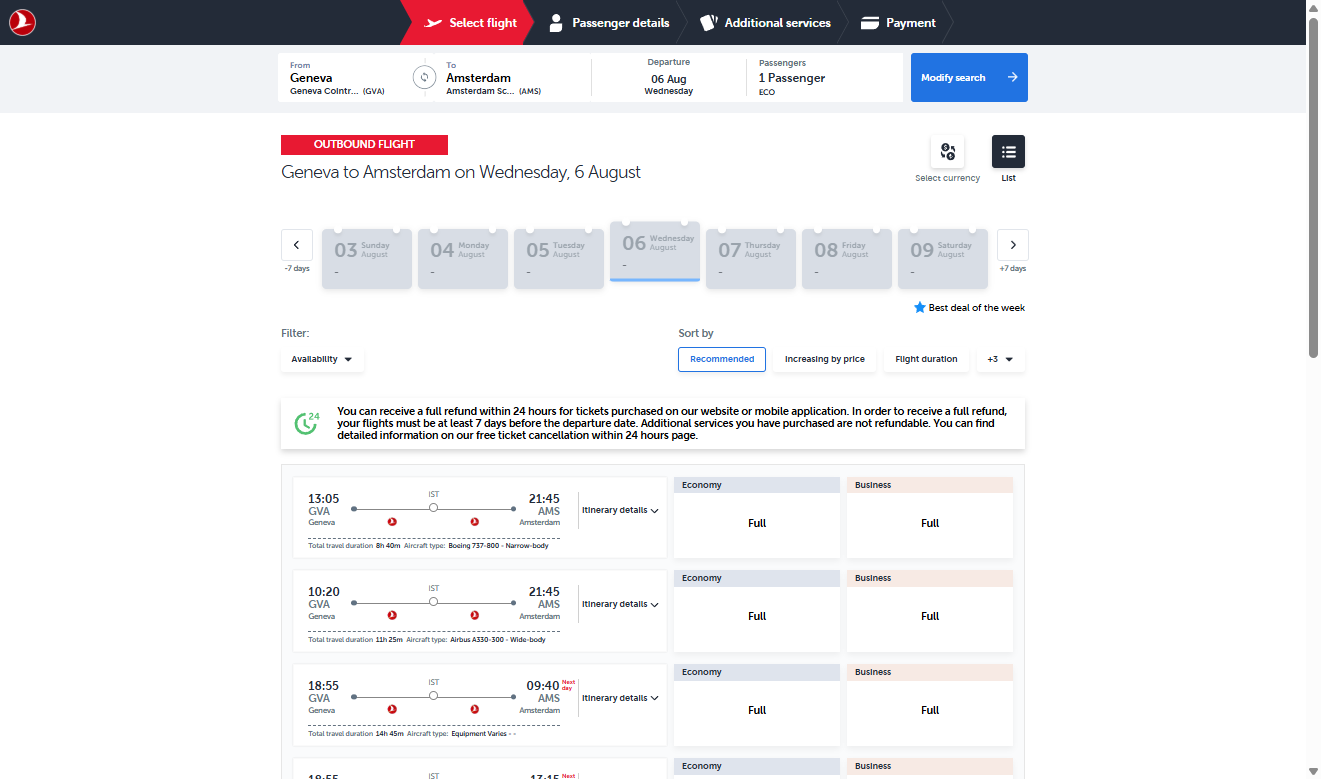 Select flight
Passenger details
Additional services
Payment
From
Geneva
Geneva Cointr... (GVA)
To
Amsterdam
Amsterdam Sc... (AMS)
Departure
06 Aug
Wednesday
Passengers
1 Passenger
ECO
Modify search
OUTBOUND FLIGHT
Geneva to Amsterdam on Wednesday, 6 August
Select currency
List
-7 days
03 Sunday August
-
04 Monday August
-
05 Tuesday August
-
06 Wednesday August
-
07 Thursday August
-
08 Friday August
-
09 Saturday August
-
+7 days
Best deal of the week
Filter:
Availability
Sort by
Recommended
Increasing by price
Flight duration
+3
24
You can receive a full refund within 24 hours for tickets purchased on our website or mobile application. In order to receive a full refund,
your flights must be at least 7 days before the departure date. Additional services you have purchased are not refundable. You can find
detailed information on our free ticket cancellation within 24 hours page.
13:05
GVA
Geneva
IST
21:45
AMS
Amsterdam
Itinerary details
Total travel duration 8h 40m Aircraft type: Boeing 737-800 - Narrow-body
Economy
Full
Business
Full
10:20
GVA
Geneva
IST
21:45
AMS
Amsterdam
Itinerary details
Total travel duration 11h 25m Aircraft type: Airbus A330-300 - Wide-body
Economy
Full
Business
Full
18:55
GVA
Geneva
IST
09:40 Next day
AMS
Amsterdam
Itinerary details
Total travel duration 14h 45m Aircraft type: Equipment Varies - -
Economy
Full
Business
Full
18:55
IST
13:15 Next
Economy
Business